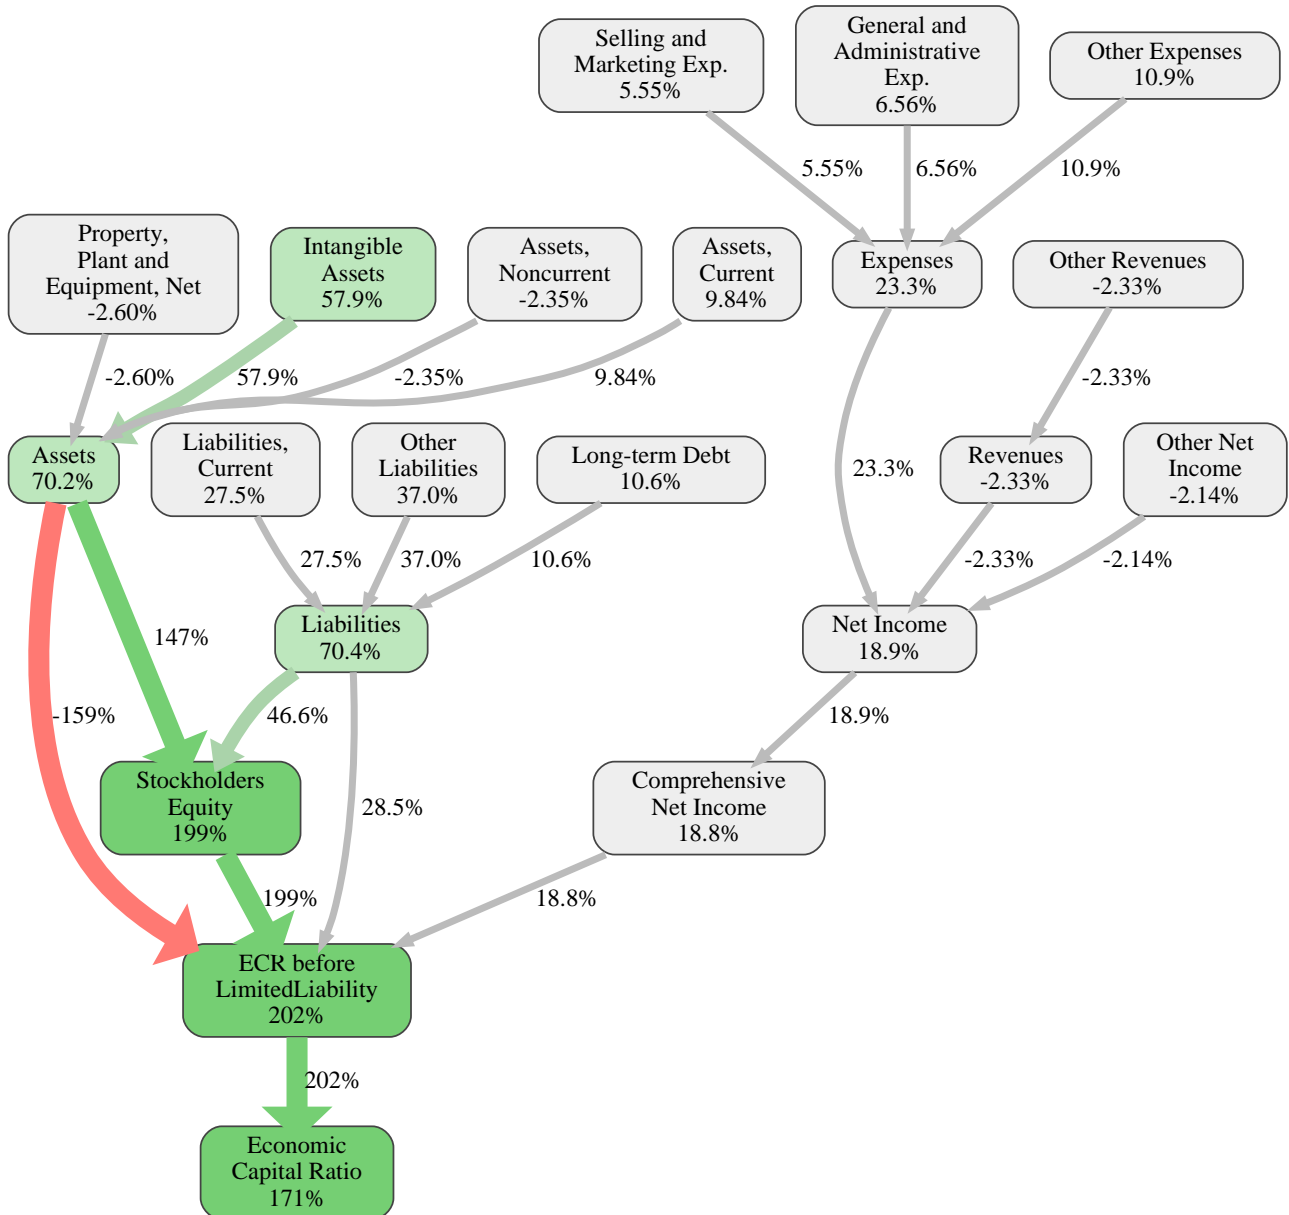 Selling and
Marketing Exp.
5.55%
General and
Administrative
Exp.
6.56%
Other Expenses
10.9%
5.55%
6.56%
10.9%
Property,
Plant and
Equipment, Net
-2.60%
Intangible
Assets
57.9%
Assets,
Noncurrent
-2.35%
Assets,
Current
9.84%
Expenses
23.3%
Other Revenues
-2.33%
-2.60%
57.9%
-2.35%
9.84%
-2.33%
Assets
70.2%
Liabilities,
Current
27.5%
Other
Liabilities
37.0%
Long-term Debt
10.6%
23.3%
Revenues
-2.33%
Other Net
Income
-2.14%
27.5%
37.0%
10.6%
-2.33%
-2.14%
147%
Liabilities
70.4%
Net Income
18.9%
-159%
46.6%
18.9%
Stockholders
Equity
199%
28.5%
Comprehensive
Net Income
18.8%
199%
18.8%
ECR before
LimitedLiability
202%
202%
Economic
Capital Ratio
171%